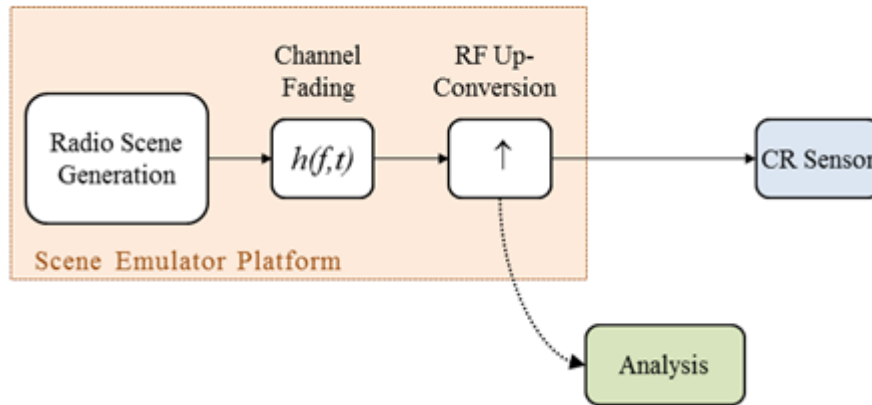 Channel
Fading
RF Up-
Conversion
Radio Scene
Generation
h(f,t)
↑
CR Sensor
Scene Emulator Platform
Analysis